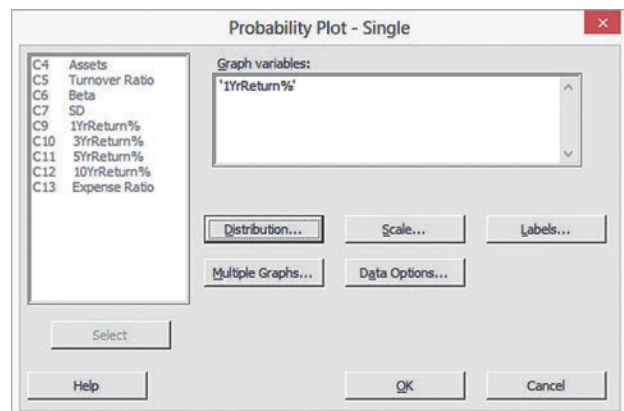 Probability Plot - Single
C4 Assets
C5 Turnover Ratio
C6 Beta
C7 SD
C9 1YrReturn%
C10 3YrReturn%
C11 5YrReturn%
C12 10YrReturn%
C13 Expense Ratio
Graph variables:
'1YrReturn%'
Distribution... Scale... Labels...
Multiple Graphs... Data Options...
Select
Help OK Cancel